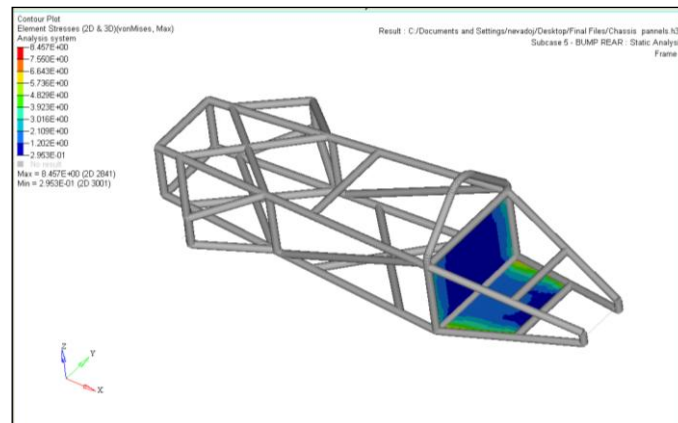 Contour Plot
Element Stresses (2D & 3D)(vonMises, Max)
Analysis system
8.457E+00
7.550E+00
6.643E+00
5.736E+00
4.829E+00
3.923E+00
3.016E+00
2.109E+00
1.202E+00
2.953E-01
No result
Max = 8.457E+00 (2D 2841)
Min = 2.953E-01 (2D 3001)
Result : C:/Documents and Settings/nevadoj/Desktop/Final Files/Chassis_pannels.h3
Subcase 5 - BUMP REAR : Static Analys
Frame
Z
Y
X